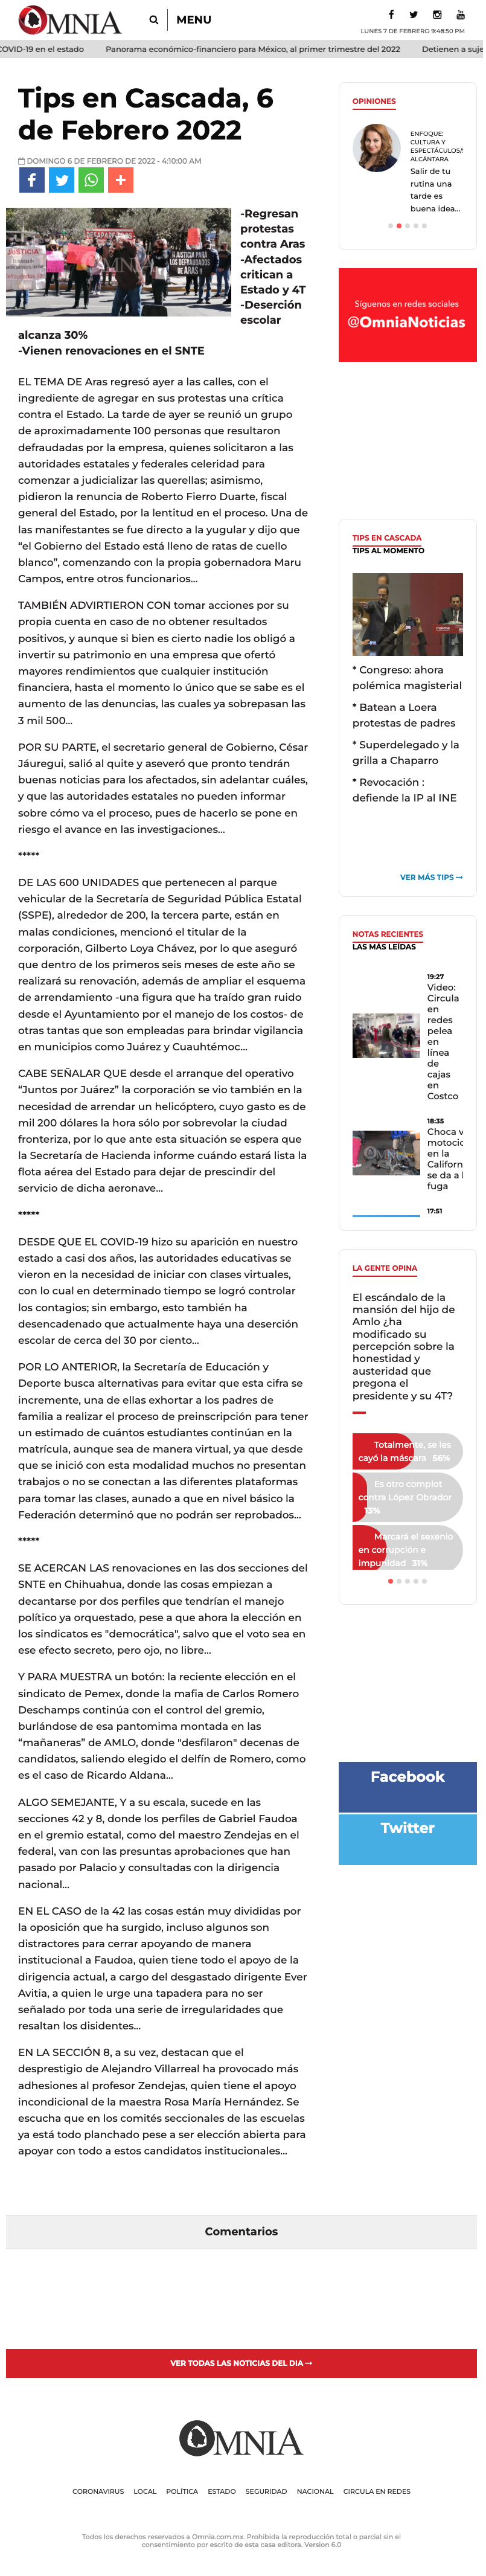 OMNIA
MENU
LUNES 7 DE FEBRERO 9:48:50 PM
COVID-19 en el estado
Panorama económico-financiero para México, al primer trimestre del 2022
Detienen a suje
Tips en Cascada, 6
de Febrero 2022
DOMINGO 6 DE FEBRERO DE 2022 - 4:10:00 AM
-Regresan
protestas
contra Aras
-Afectados
critican a
Estado y 4T
-Deserción
escolar
alcanza 30%
-Vienen renovaciones en el SNTE
EL TEMA DE Aras regresó ayer a las calles, con el
ingrediente de agregar en sus protestas una crítica
contra el Estado. La tarde de ayer se reunió un grupo
de aproximadamente 100 personas que resultaron
defraudadas por la empresa, quienes solicitaron a las
autoridades estatales y federales celeridad para
comenzar a judicializar las querellas; asimismo,
pidieron la renuncia de Roberto Fierro Duarte, fiscal
general del Estado, por la lentitud en el proceso. Una de
las manifestantes se fue directo a la yugular y dijo que
“el Gobierno del Estado está lleno de ratas de cuello
blanco”, comenzando con la propia gobernadora Maru
Campos, entre otros funcionarios…
TAMBIÉN ADVIRTIERON CON tomar acciones por su
propia cuenta en caso de no obtener resultados
positivos, y aunque si bien es cierto nadie los obligó a
invertir su patrimonio en una empresa que ofertó
mayores rendimientos que cualquier institución
financiera, hasta el momento lo único que se sabe es el
aumento de las denuncias, las cuales ya sobrepasan las
3 mil 500…
POR SU PARTE, el secretario general de Gobierno, César
Jáuregui, salió al quite y aseveró que pronto tendrán
buenas noticias para los afectados, sin adelantar cuáles,
y que las autoridades estatales no pueden informar
sobre cómo va el proceso, pues de hacerlo se pone en
riesgo el avance en las investigaciones…
*****
DE LAS 600 UNIDADES que pertenecen al parque
vehicular de la Secretaría de Seguridad Pública Estatal
(SSPE), alrededor de 200, la tercera parte, están en
malas condiciones, mencionó el titular de la
corporación, Gilberto Loya Chávez, por lo que aseguró
que dentro de los primeros seis meses de este año se
realizará su renovación, además de ampliar el esquema
de arrendamiento -una figura que ha traído gran ruido
desde el Ayuntamiento por el manejo de los costos- de
otras tantas que son empleadas para brindar vigilancia
en municipios como Juárez y Cuauhtémoc…
CABE SEÑALAR QUE desde el arranque del operativo
“Juntos por Juárez” la corporación se vio también en la
necesidad de arrendar un helicóptero, cuyo gasto es de
mil 200 dólares la hora sólo por sobrevolar la ciudad
fronteriza, por lo que ante esta situación se espera que
la Secretaría de Hacienda informe cuándo estará lista la
flota aérea del Estado para dejar de prescindir del
servicio de dicha aeronave…
*****
DESDE QUE EL COVID-19 hizo su aparición en nuestro
estado a casi dos años, las autoridades educativas se
vieron en la necesidad de iniciar con clases virtuales,
con lo cual en determinado tiempo se logró controlar
los contagios; sin embargo, esto también ha
desencadenado que actualmente haya una deserción
escolar de cerca del 30 por ciento…
POR LO ANTERIOR, la Secretaría de Educación y
Deporte busca alternativas para evitar que esta cifra se
incremente, una de ellas exhortar a los padres de
familia a realizar el proceso de preinscripción para tener
un estimado de cuántos estudiantes continúan en la
matrícula, aunque sea de manera virtual, ya que desde
que se inició con esta modalidad muchos no presentan
trabajos o no se conectan a las diferentes plataformas
para tomar las clases, aunado a que en nivel básico la
Federación determinó que no podrán ser reprobados…
*****
SE ACERCAN LAS renovaciones en las dos secciones del
SNTE en Chihuahua, donde las cosas empiezan a
decantarse por dos perfiles que tendrían el manejo
político ya orquestado, pese a que ahora la elección en
los sindicatos es "democrática", salvo que el voto sea en
ese efecto secreto, pero ojo, no libre…
Y PARA MUESTRA un botón: la reciente elección en el
sindicato de Pemex, donde la mafia de Carlos Romero
Deschamps continúa con el control del gremio,
burlándose de esa pantomima montada en las
“mañaneras” de AMLO, donde "desfilaron" decenas de
candidatos, saliendo elegido el delfín de Romero, como
es el caso de Ricardo Aldana…
ALGO SEMEJANTE, Y a su escala, sucede en las
secciones 42 y 8, donde los perfiles de Gabriel Faudoa
en el gremio estatal, como del maestro Zendejas en el
federal, van con las presuntas aprobaciones que han
pasado por Palacio y consultadas con la dirigencia
nacional…
EN EL CASO de la 42 las cosas están muy divididas por
la oposición que ha surgido, incluso algunos son
distractores para cerrar apoyando de manera
institucional a Faudoa, quien tiene todo el apoyo de la
dirigencia actual, a cargo del desgastado dirigente Ever
Avitia, a quien le urge una tapadera para no ser
señalado por toda una serie de irregularidades que
resaltan los disidentes…
EN LA SECCIÓN 8, a su vez, destacan que el
desprestigio de Alejandro Villarreal ha provocado más
adhesiones al profesor Zendejas, quien tiene el apoyo
incondicional de la maestra Rosa María Hernández. Se
escucha que en los comités seccionales de las escuelas
ya está todo planchado pese a ser elección abierta para
apoyar con todo a estos candidatos institucionales…
OPINIONES
ENFOQUE:
CULTURA Y
ESPECTÁCULOS/S
ALCÁNTARA
Salir de tu
rutina una
tarde es
buena idea...
Síguenos en redes sociales
@OmniaNoticias
TIPS EN CASCADA
TIPS AL MOMENTO
* Congreso: ahora
polémica magisterial
* Batean a Loera
protestas de padres
* Superdelegado y la
grilla a Chaparro
* Revocación :
defiende la IP al INE
VER MÁS TIPS
NOTAS RECIENTES
LAS MAS LEÍDAS
19:27
Video:
Circula
en
redes
pelea
en
línea
de
cajas
en
Costco
18:35
Choca v
motocic
en la
Californ
se da a l
fuga
17:51
LA GENTE OPINA
El escándalo de la
mansión del hijo de
Amlo ¿ha
modificado su
percepción sobre la
honestidad y
austeridad que
pregona el
presidente y su 4T?
Totalmente, se les
cayó la máscara 56%
Es otro complot
contra López Obrador
13%
Marcará el sexenio
en corrupción e
impunidad 31%
Facebook
Twitter
Comentarios
VER TODAS LAS NOTICIAS DEL DIA
OMNIA
CORONAVIRUS LOCAL POLÍTICA ESTADO SEGURIDAD NACIONAL CIRCULA EN REDES
Todos los derechos reservados a Omnia.com.mx. Prohibida la reproducción total o parcial sin el
consentimiento por escrito de esta casa editora. Version 6.0